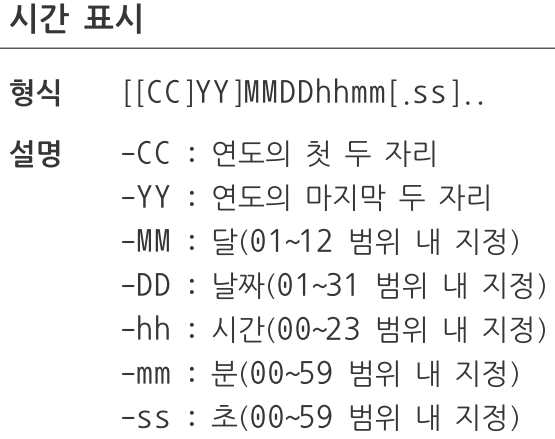 시간 표시
형식 [[CC]YY]MMDDhhmm[.ss]..
설명 -CC : 연도의 첫 두 자리
-YY : 연도의 마지막 두 자리
-MM : 달(01~12 범위 내 지정)
-DD : 날짜(01~31 범위 내 지정)
-hh : 시간(00~23 범위 내 지정)
-mm : 분(00~59 범위 내 지정)
-ss : 초(00~59 범위 내 지정)